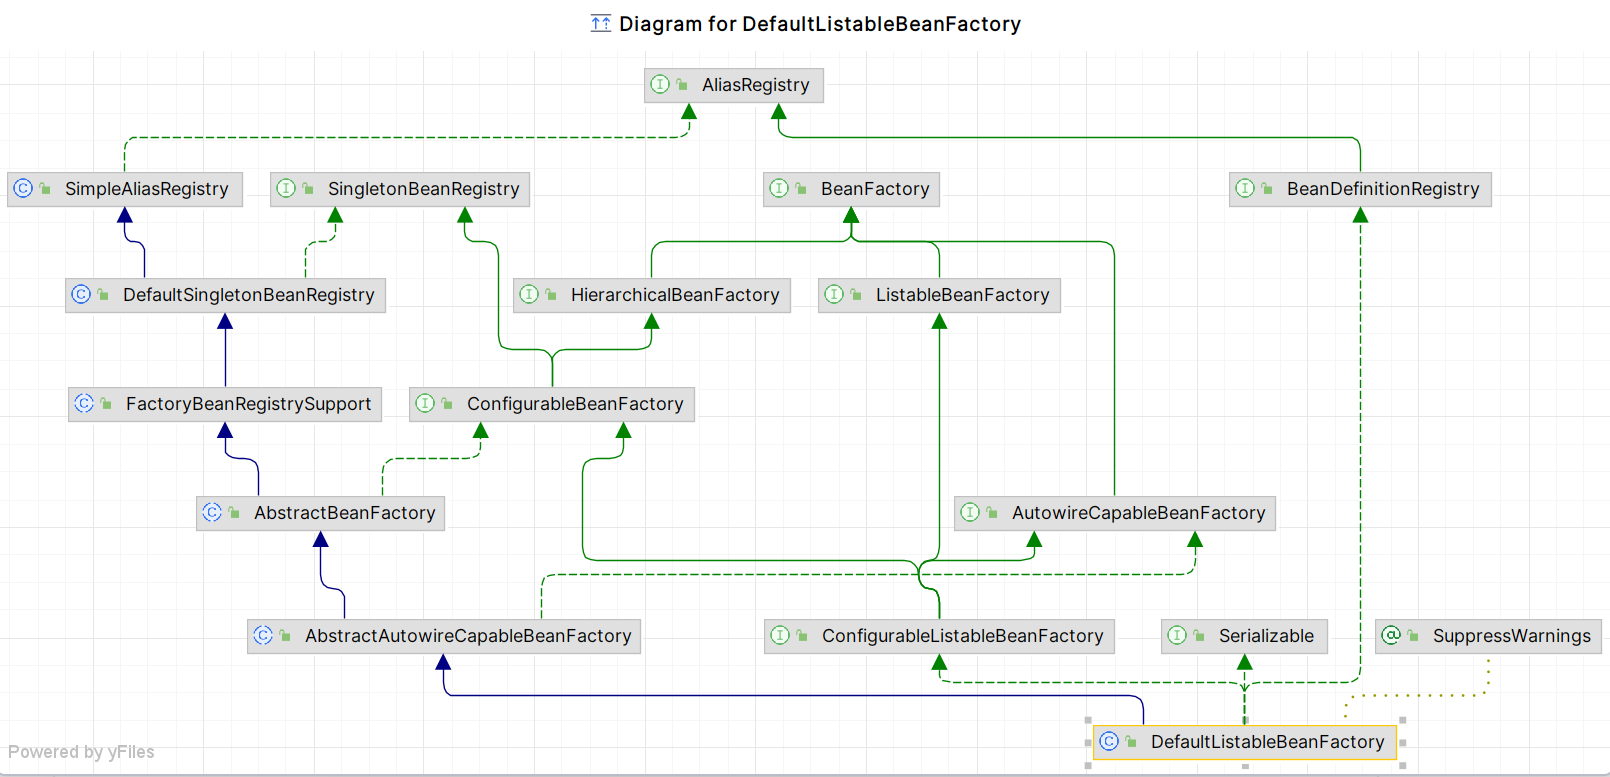 Diagram for DefaultListableBeanFactory
AliasRegistry
SimpleAliasRegistry
SingletonBeanRegistry
BeanFactory
BeanDefinitionRegistry
DefaultSingletonBeanRegistry
HierarchicalBeanFactory
ListableBeanFactory
FactoryBeanRegistrySupport
ConfigurableBeanFactory
AbstractBeanFactory
AutowireCapableBeanFactory
AbstractAutowireCapableBeanFactory
ConfigurableListableBeanFactory
Serializable
SuppressWarnings
DefaultListableBeanFactory
Powered by yFiles